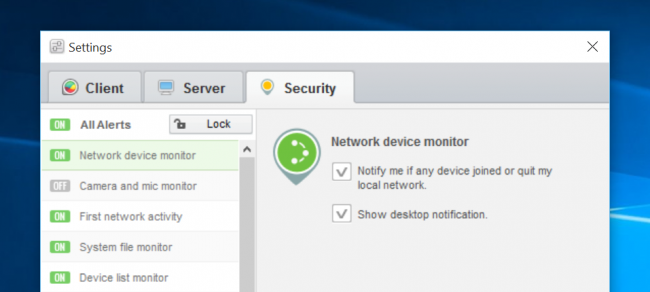 Settings
Client
Server
Security
ON All Alerts
Lock
ON Network device monitor
OFF Camera and mic monitor
ON First network activity
ON System file monitor
ON Device list monitor
Network device monitor
Notify me if any device joined or quit my
local network.
Show desktop notification.